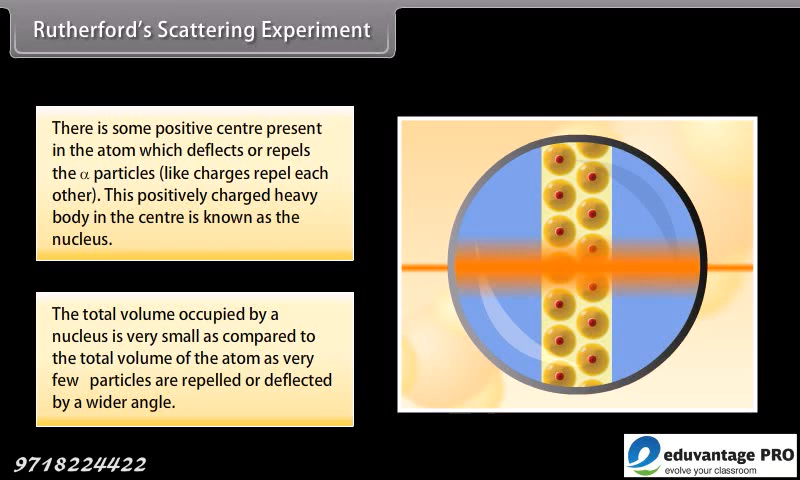 Rutherford's Scattering Experiment
There is some positive centre present
in the atom which deflects or repels
the α particles (like charges repel each
other). This positively charged heavy
body in the centre is known as the
nucleus.
The total volume occupied by a
nucleus is very small as compared to
the total volume of the atom as very
few particles are repelled or deflected
by a wider angle.
9718224422
eduvantage PRO
evolve your classroom